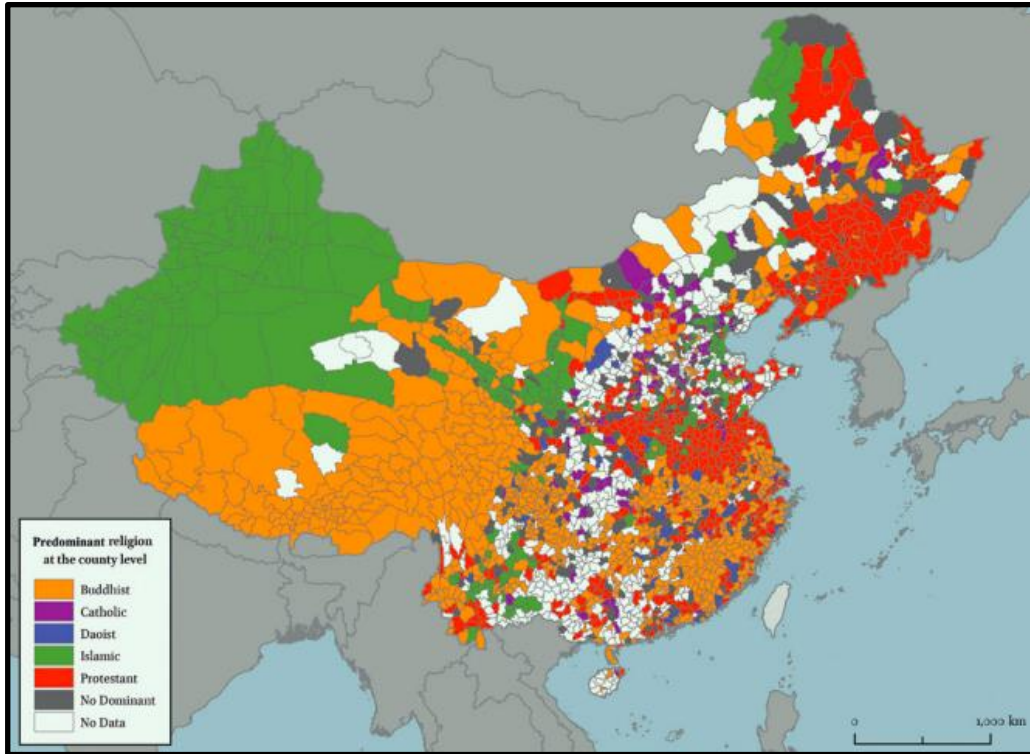 Predominant religion
at the county level
Buddhist
Catholic
Daoist
Islamic
Protestant
No Dominant
No Data
0
1,000 km